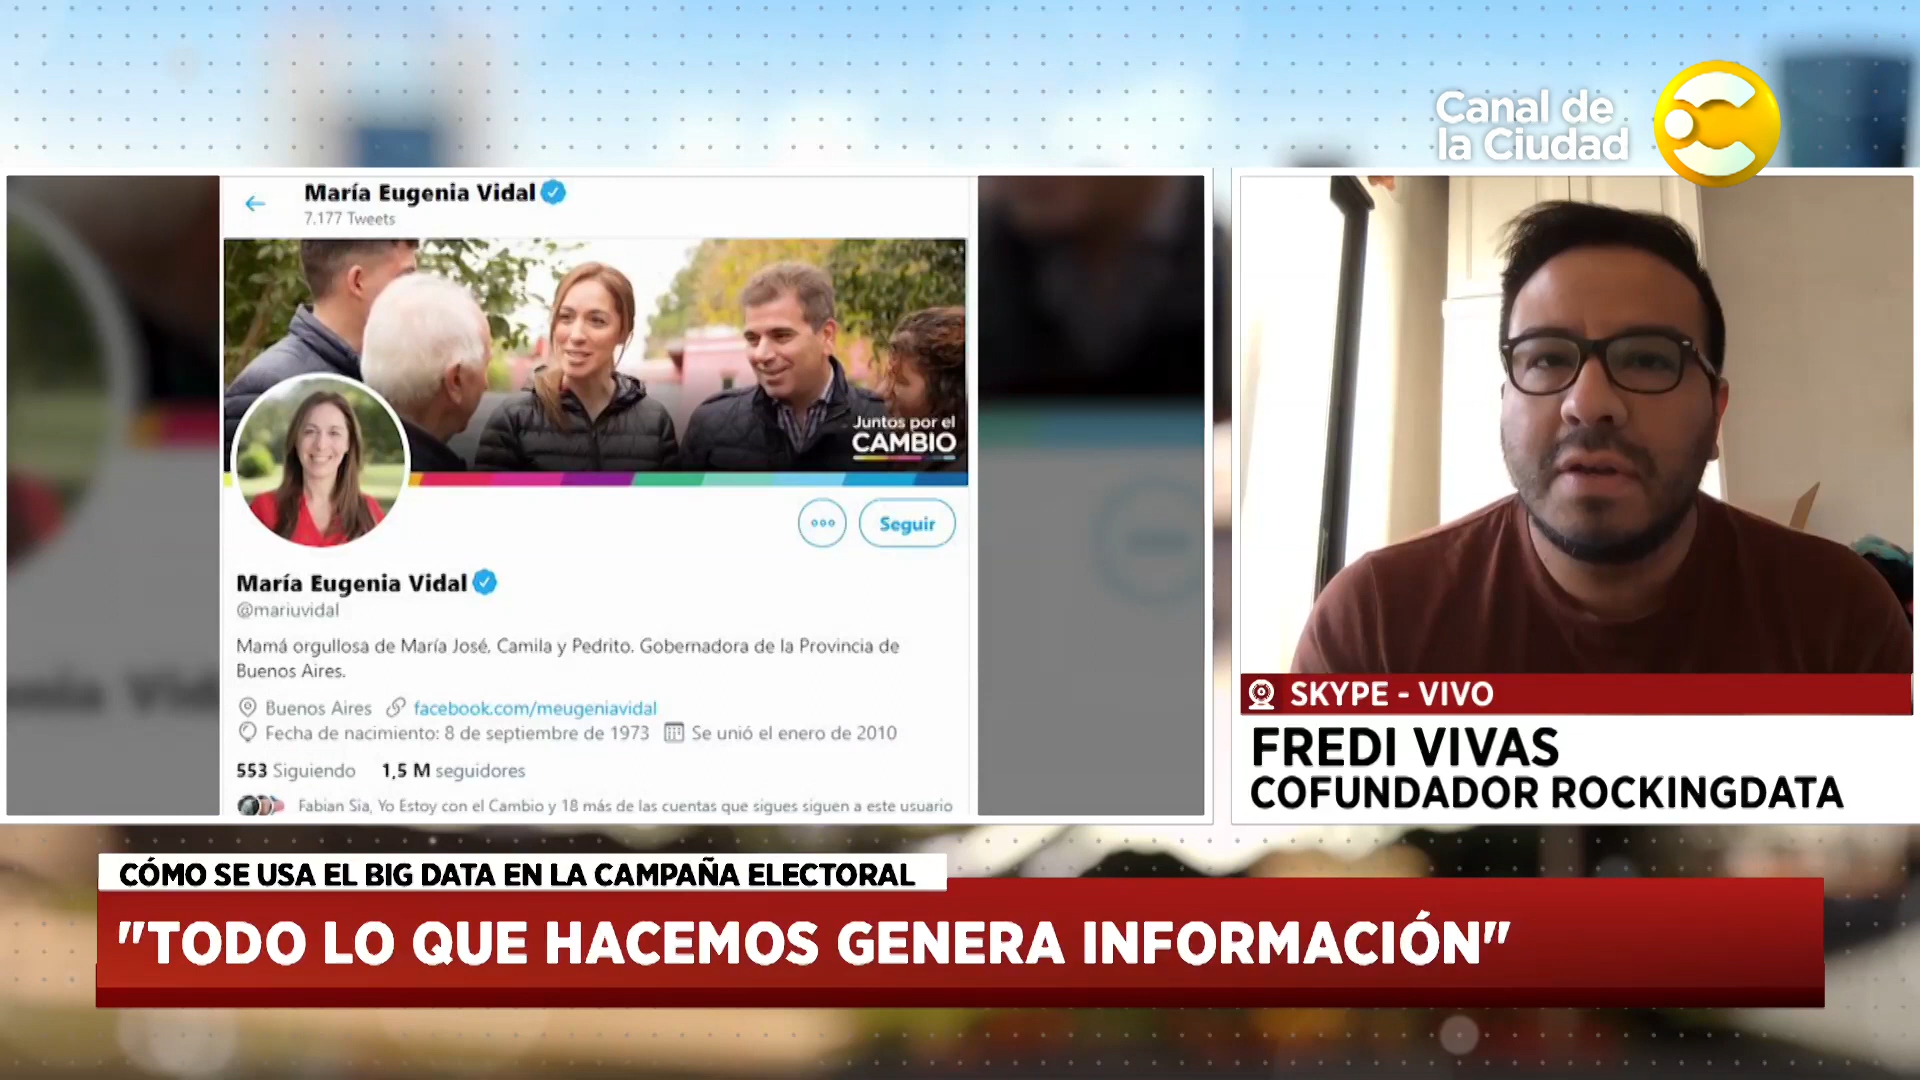 Canal de
la Ciudad
María Eugenia Vidal
7.177 Tweets
Juntos por el
CAMBIO
Seguir
María Eugenia Vidal
@mariuvidal
Mamá orgullosa de María José, Camila y Pedrito. Gobernadora de la Provincia de
Buenos Aires.
Buenos Aires facebook.com/meugeniavidal
Fecha de nacimiento: 8 de septiembre de 1973 Se unió el enero de 2010
553 Siguiendo 1,5 M seguidores
Fabian Sia, Yo Estoy con el Cambio y 18 más de las cuentas que sigues siguen a este usuario
SKYPE - VIVO
FREDI VIVAS
COFUNDADOR ROCKINGDATA
CÓMO SE USA EL BIG DATA EN LA CAMPAÑA ELECTORAL
"TODO LO QUE HACEMOS GENERA INFORMACIÓN"